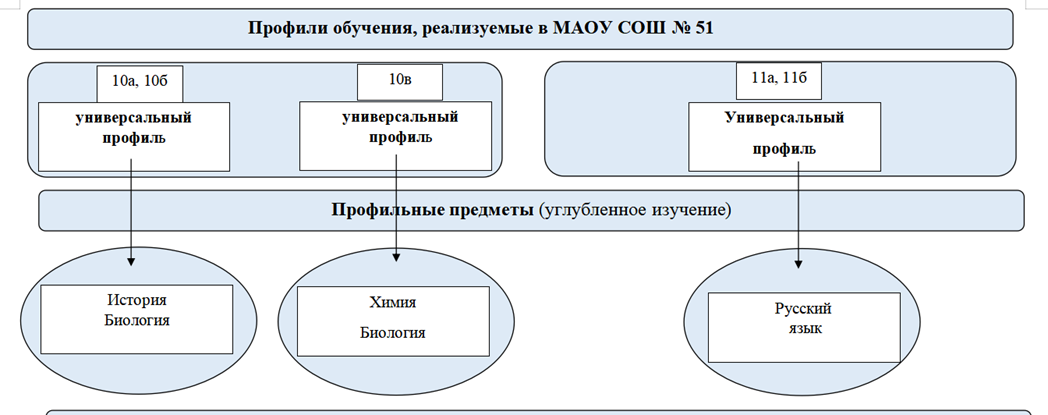 Профили обучения, реализуемые в МАОУ СОШ № 51
10а, 10б
универсальный
профиль
10в
универсальный
профиль
11а, 11б
Универсальный
профиль
Профильные предметы (углубленное изучение)
История
Биология
Химия
Биология
Русский
язык